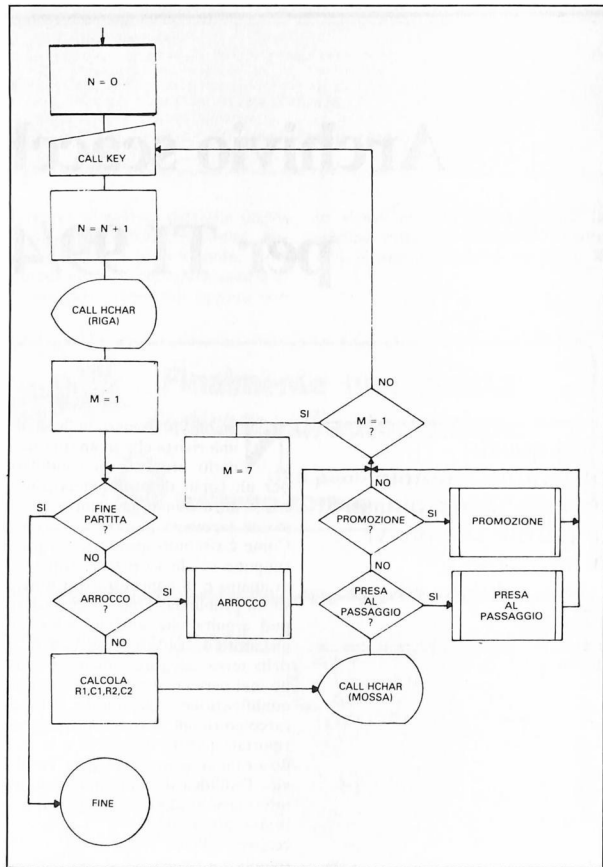 N = 0
CALL KEY
N = N + 1
CALL HCHAR
(RIGA)
M = 1
M = 7
SI
FINE
PARTITA
?
NO
ARROCCO
?
SI
ARROCCO
NO
CALCOLA
R1,C1,R2,C2
FINE
NO
SI
M = 1
?
NO
PROMOZIONE
?
SI
PROMOZIONE
NO
PRESA
AL
PASSAGGIO
?
SI
PRESA
AL
PASSAGGIO
CALL HCHAR
(MOSSA)